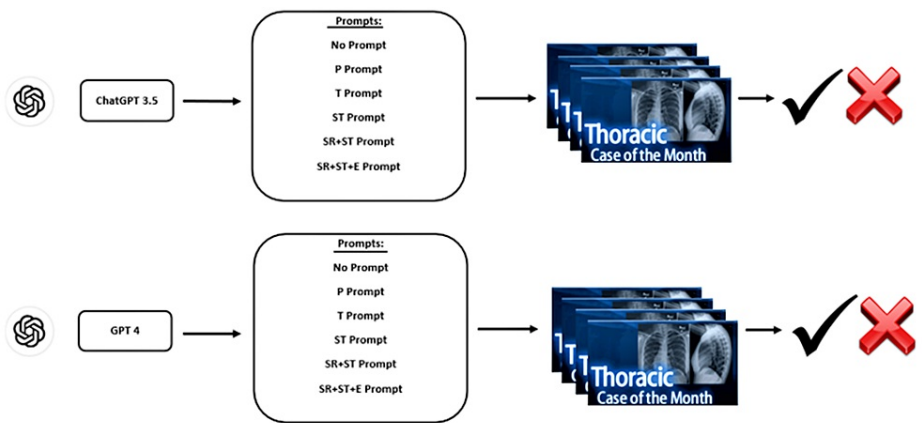 Prompts:
No Prompt
P Prompt
T Prompt
ST Prompt
SR+ST Prompt
SR+ST+E Prompt
ChatGPT 3.5
Thoracic
Case of the Month
Prompts:
No Prompt
P Prompt
T Prompt
ST Prompt
SR+ST Prompt
SR+ST+E Prompt
GPT 4
Thoracic
Case of the Month